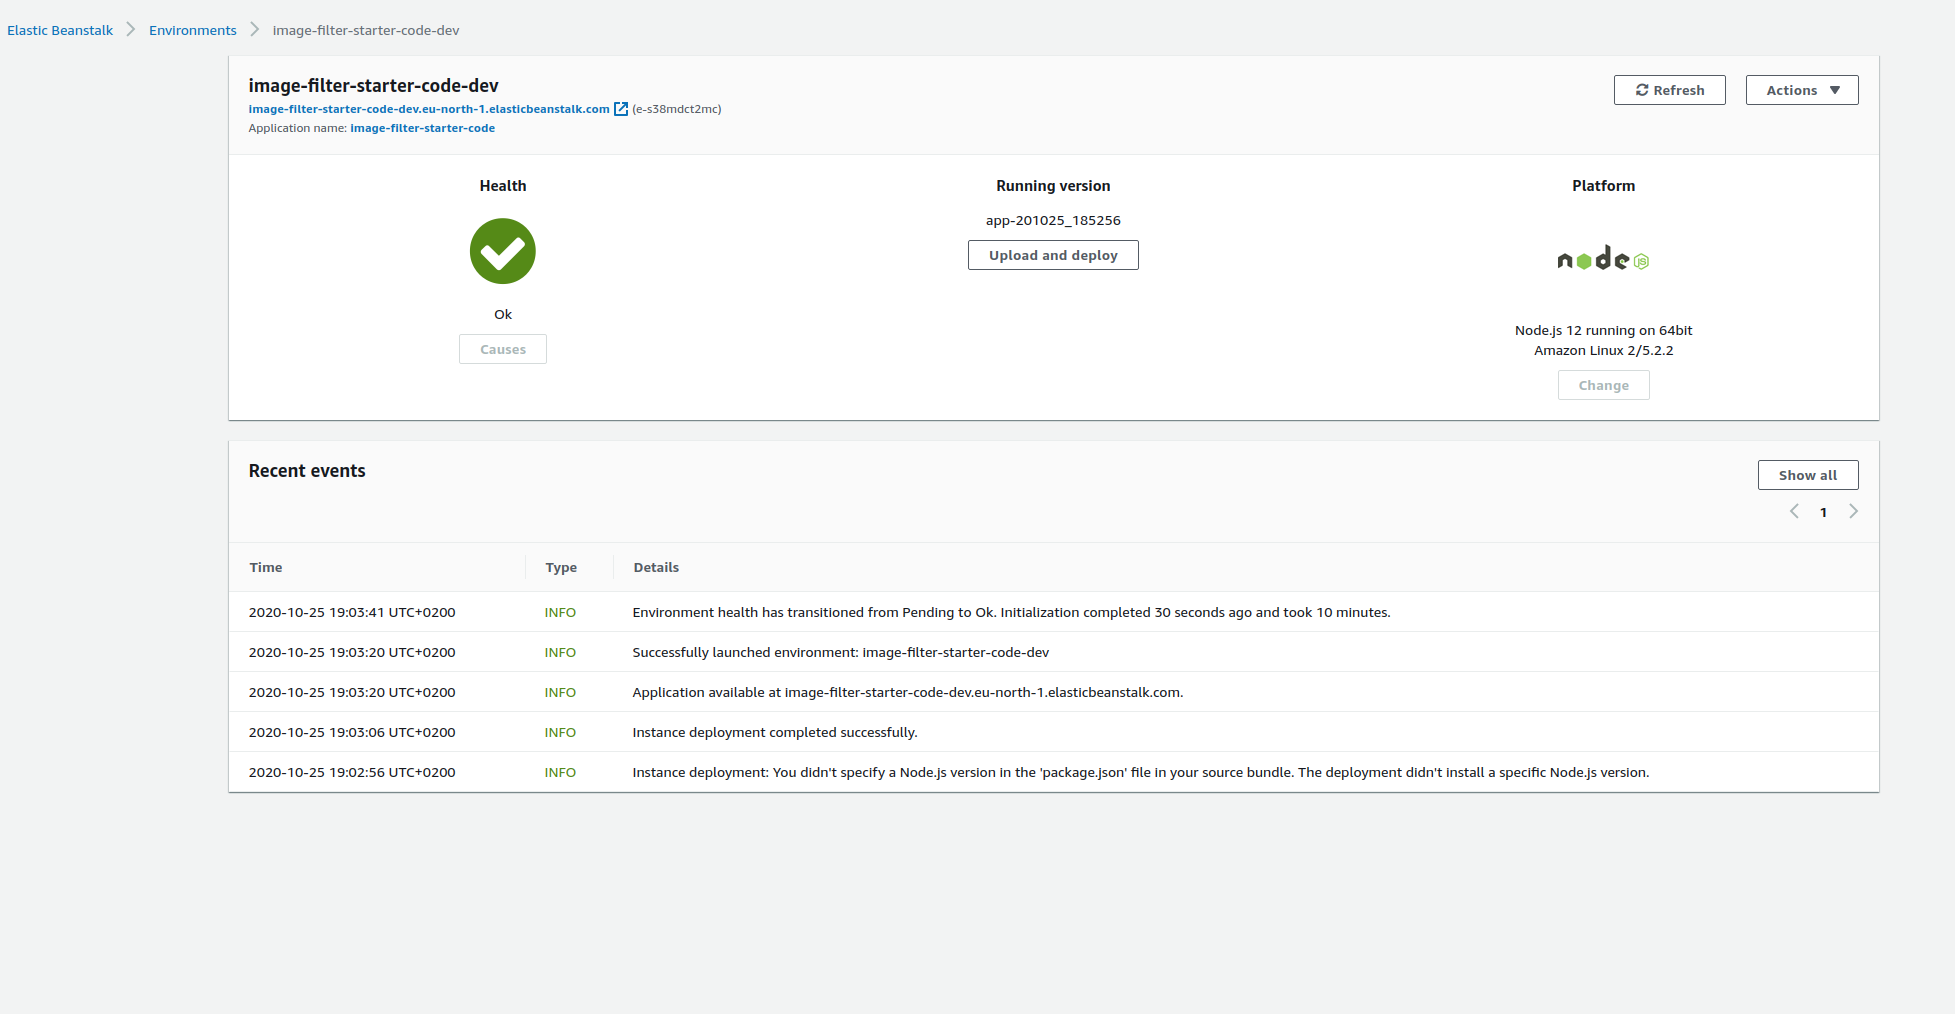 Elastic Beanstalk > Environments > image-filter-starter-code-dev
image-filter-starter-code-dev
Refresh
Actions ▼
image-filter-starter-code-dev.eu-north-1.elasticbeanstalk.com (e-s38mdct2mc)
Application name: image-filter-starter-code
Health
Ok
Causes
Running version
app-201025_185256
Upload and deploy
Platform
node JS
Node.js 12 running on 64bit
Amazon Linux 2/5.2.2
Change
Recent events
Show all
< 1 >
Time Type Details
2020-10-25 19:03:41 UTC+0200 INFO Environment health has transitioned from Pending to Ok. Initialization completed 30 seconds ago and took 10 minutes.
2020-10-25 19:03:20 UTC+0200 INFO Successfully launched environment: image-filter-starter-code-dev
2020-10-25 19:03:20 UTC+0200 INFO Application available at image-filter-starter-code-dev.eu-north-1.elasticbeanstalk.com.
2020-10-25 19:03:06 UTC+0200 INFO Instance deployment completed successfully.
2020-10-25 19:02:56 UTC+0200 INFO Instance deployment: You didn't specify a Node.js version in the 'package.json' file in your source bundle. The deployment didn't install a specific Node.js version.